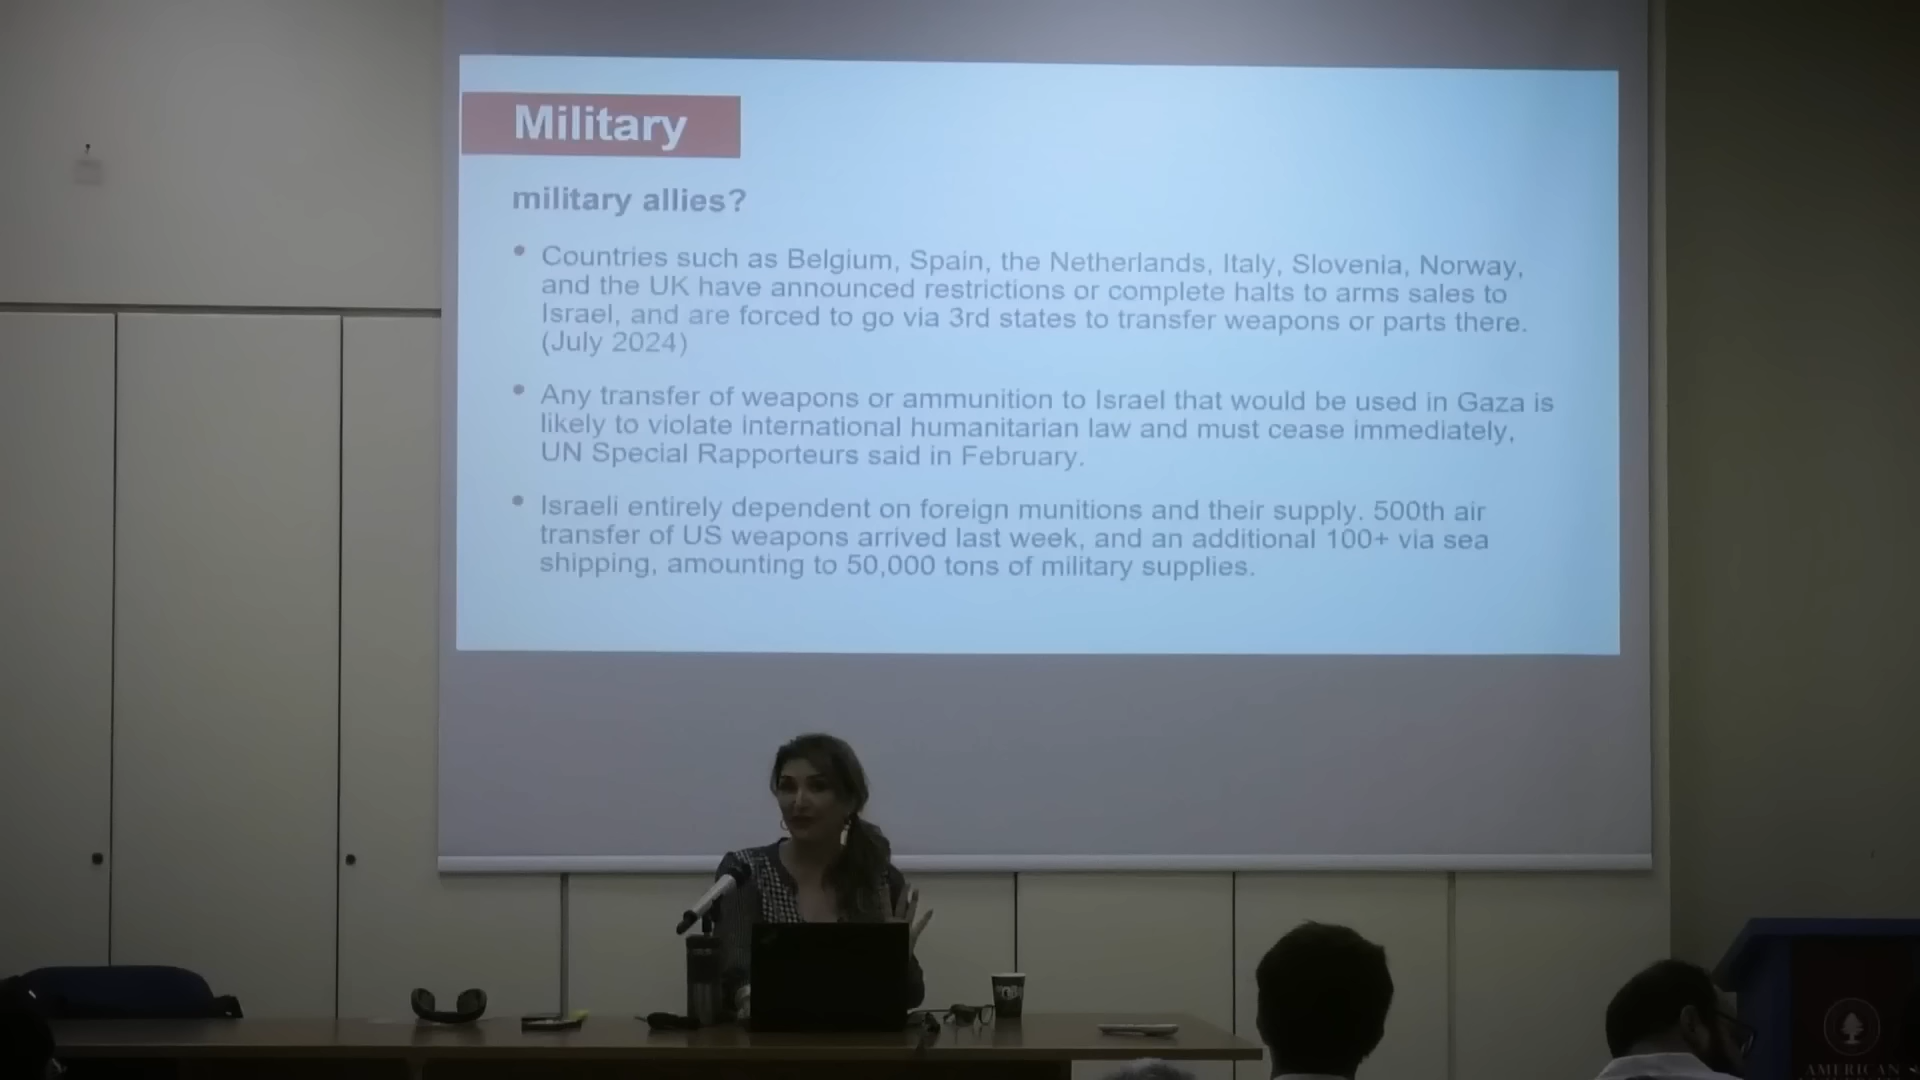 Military
military allies?
• Countries such as Belgium, Spain, the Netherlands, Italy, Slovenia, Norway,
and the UK have announced restrictions or complete halts to arms sales to
Israel, and are forced to go via 3rd states to transfer weapons or parts there.
(July 2024)
• Any transfer of weapons or ammunition to Israel that would be used in Gaza is
likely to violate international humanitarian law and must cease immediately,
UN Special Rapporteurs said in February.
• Israeli entirely dependent on foreign munitions and their supply. 500th air
transfer of US weapons arrived last week, and an additional 100+ via sea
shipping, amounting to 50,000 tons of military supplies.
AMERICAN